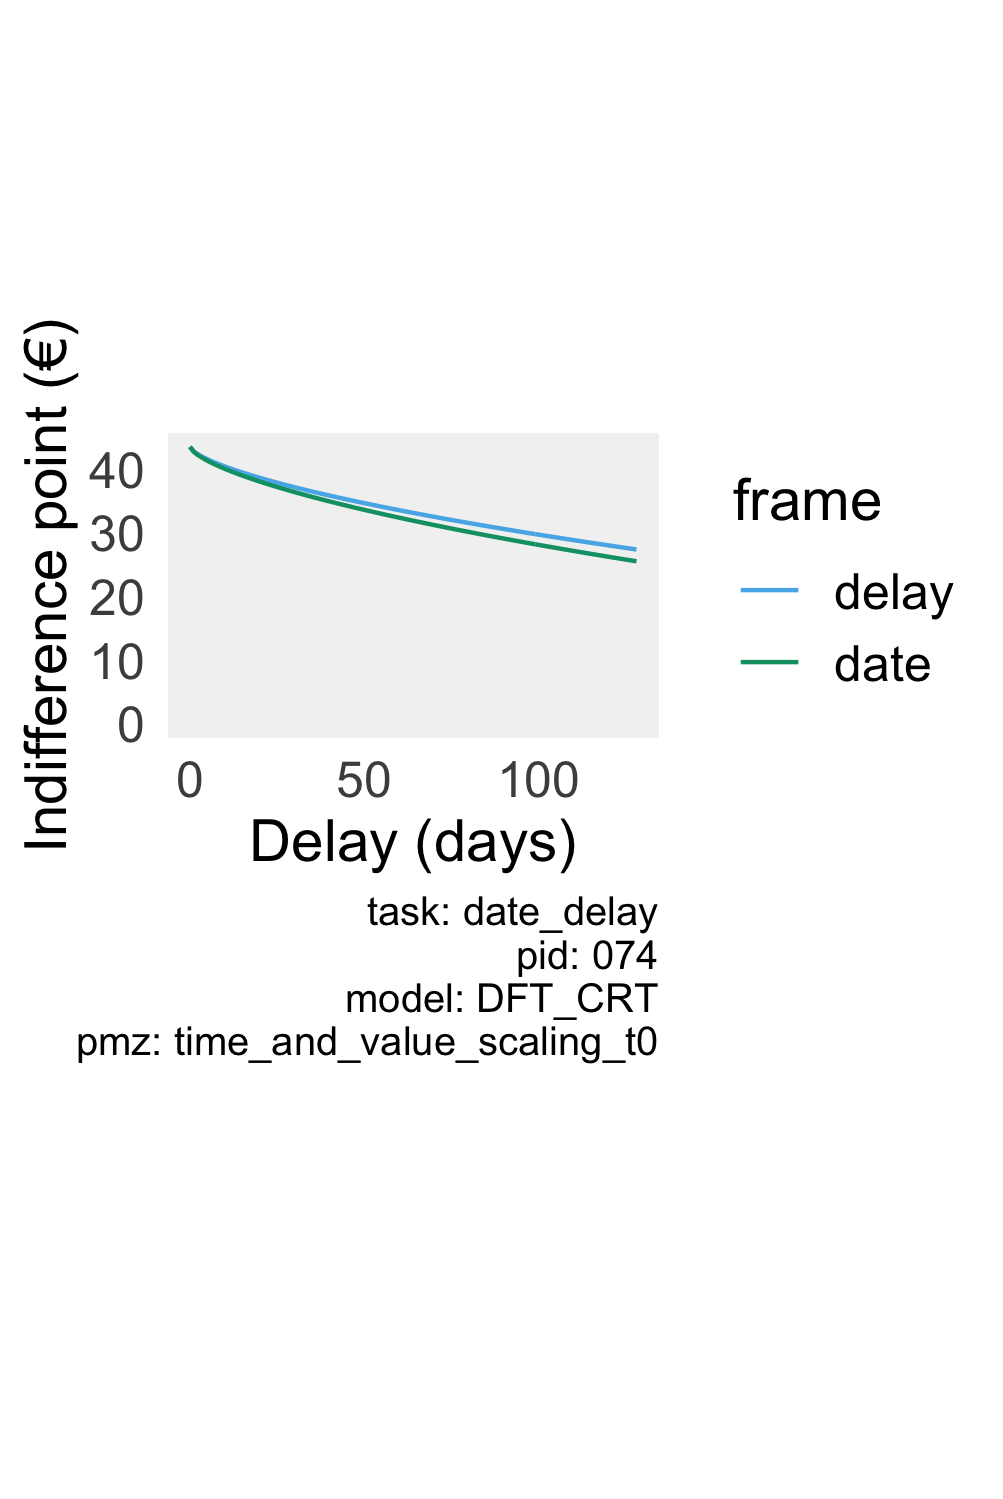 Indifference point (€)
40
30
20
10
0
0 50 100
Delay (days)
frame
delay
date
task: date_delay
pid: 074
model: DFT_CRT
pmz: time_and_value_scaling_t0